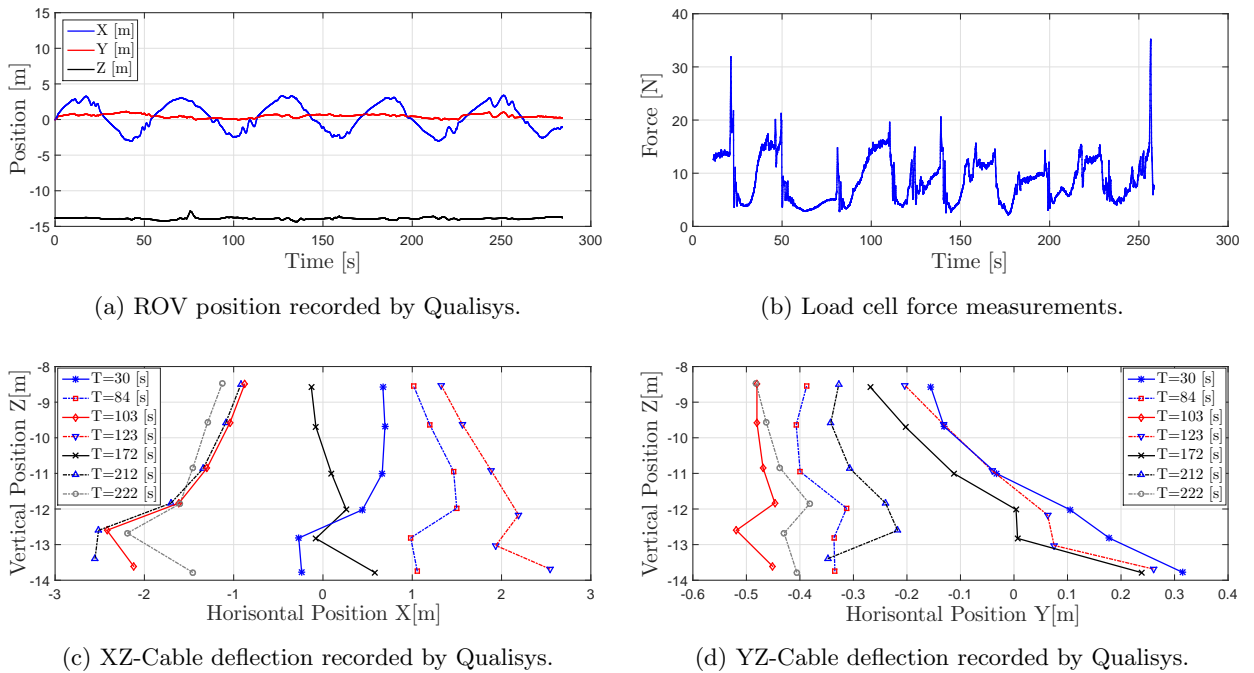 15
10
5
0
-5
-10
-15
0 50 100 150 200 250 300
Position [m]
Time [s]
X [m]
Y [m]
Z [m]
(a) ROV position recorded by Qualisys.
40
30
20
10
0
0 50 100 150 200 250 300
Force [N]
Time [s]
(b) Load cell force measurements.
-8
-9
-10
-11
-12
-13
-14
-3 -2 -1 0 1 2 3
Vertical Position Z[m]
Horisontal Position X[m]
T=30 [s]
T=84 [s]
T=103 [s]
T=123 [s]
T=172 [s]
T=212 [s]
T=222 [s]
(c) XZ-Cable deflection recorded by Qualisys.
-8
-9
-10
-11
-12
-13
-14
-0.6 -0.5 -0.4 -0.3 -0.2 -0.1 0 0.1 0.2 0.3 0.4
Vertical Position Z[m]
Horisontal Position Y[m]
T=30 [s]
T=84 [s]
T=103 [s]
T=123 [s]
T=172 [s]
T=212 [s]
T=222 [s]
(d) YZ-Cable deflection recorded by Qualisys.